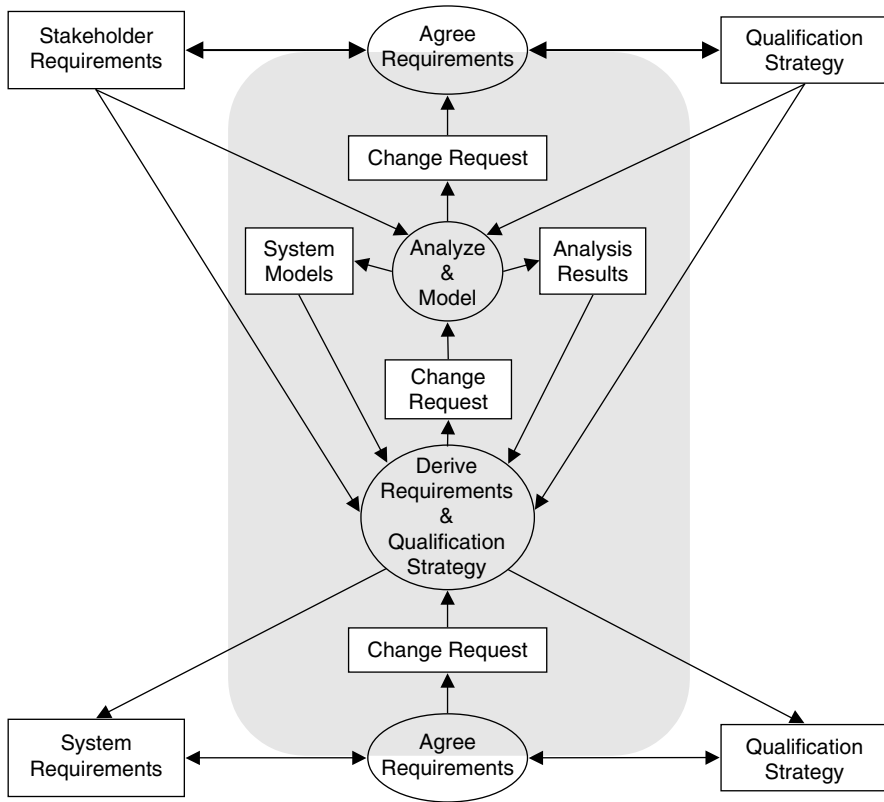 Stakeholder
Requirements
Agree
Requirements
Qualification
Strategy
Change Request
System
Models
Analyze
&
Model
Analysis
Results
Change
Request
Derive
Requirements
&
Qualification
Strategy
Change Request
System
Requirements
Agree
Requirements
Qualification
Strategy